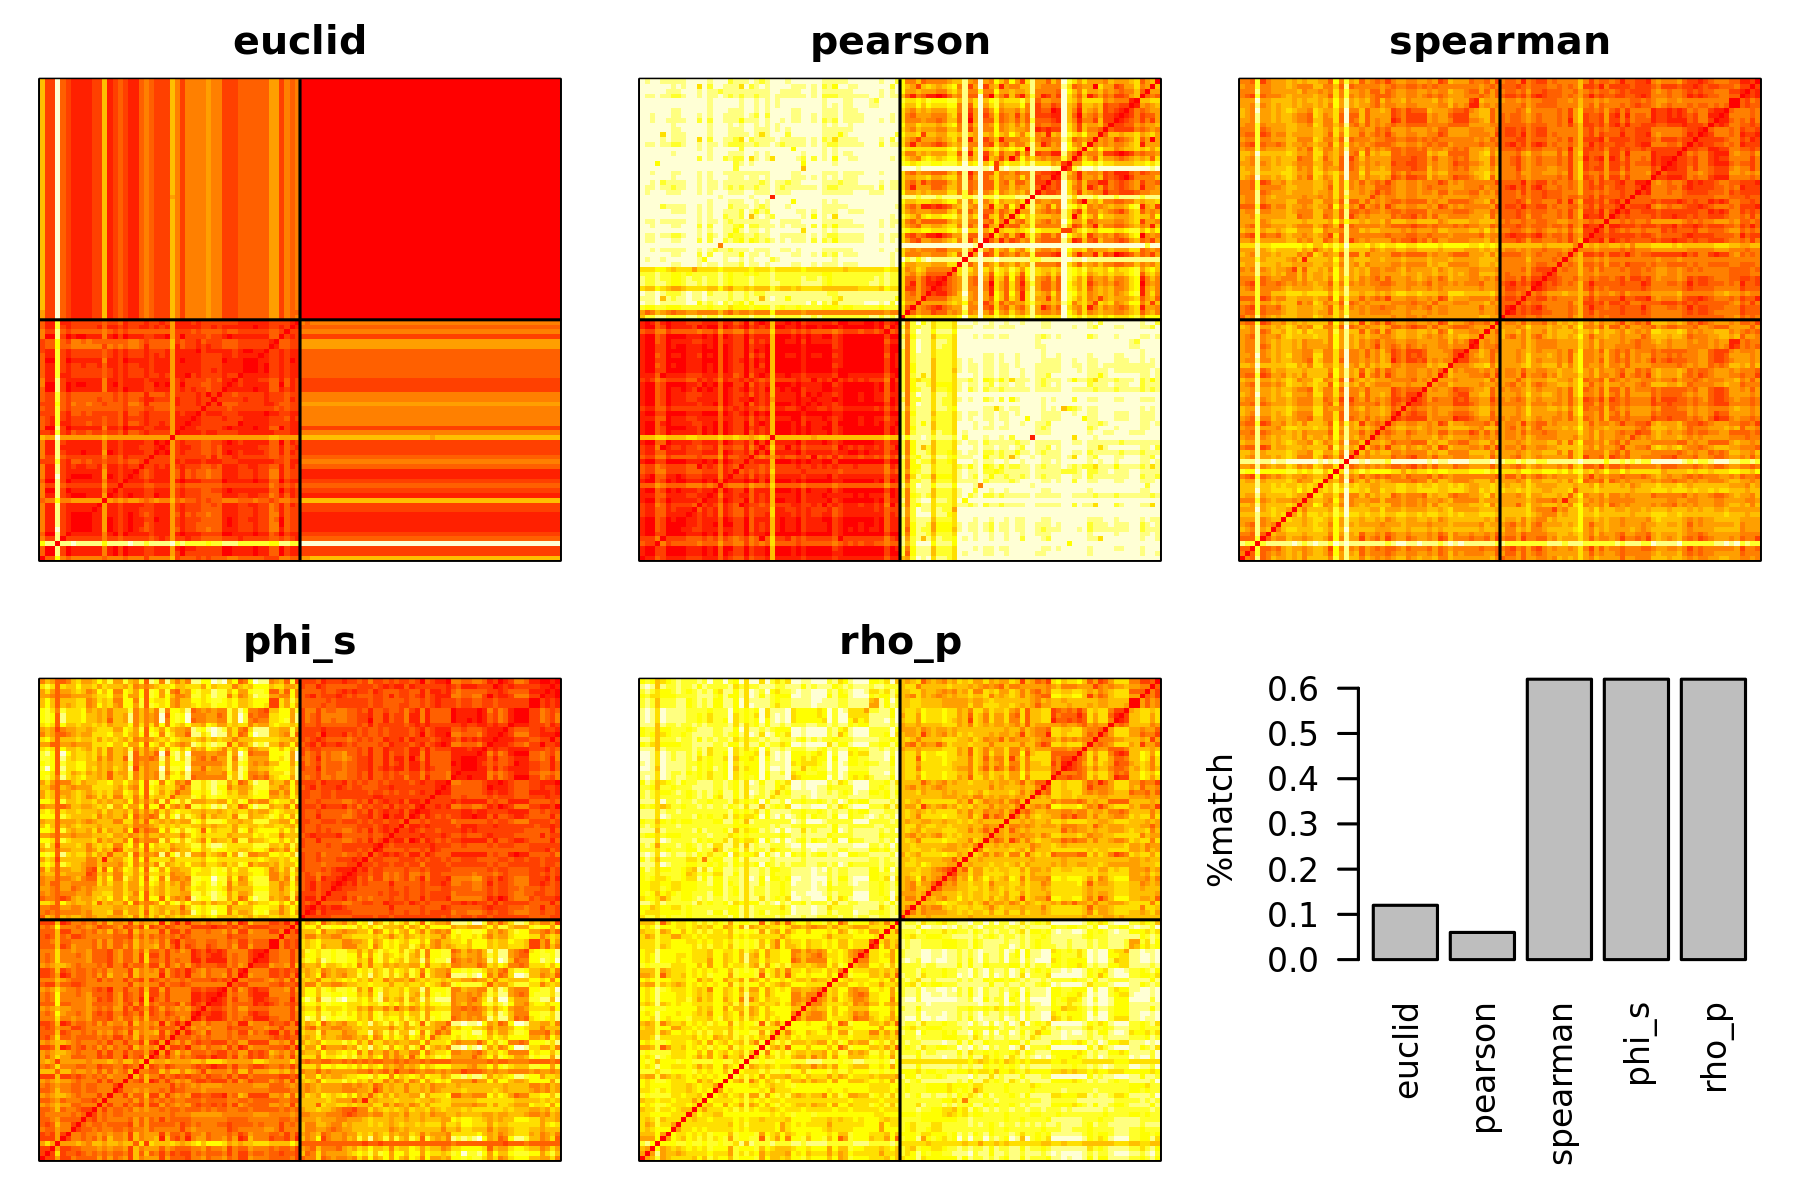 euclid
pearson
spearman
phi_s
rho_p
%match
0.6
0.5
0.4
0.3
0.2
0.1
0.0
euclid
pearson
spearman
phi_s
rho_p